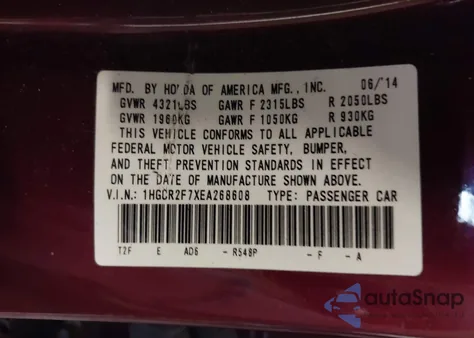 MFD. BY HONDA OF AMERICA MFG., INC. 06/14
GVWR 4321LBS GAWR F 2315LBS R 2050LBS
GVWR 1960KG GAWR F 1050KG R 930KG
THIS VEHICLE CONFORMS TO ALL APPLICABLE
FEDERAL MOTOR VEHICLE SAFETY, BUMPER,
AND THEFT PREVENTION STANDARDS IN EFFECT
ON THE DATE OF MANUFACTURE SHOWN ABOVE.
V.I.N.: 1HGCR2F7XEA268608 TYPE: PASSENGER CAR
T2F E AD6 - R548P - F - A
autoSnap